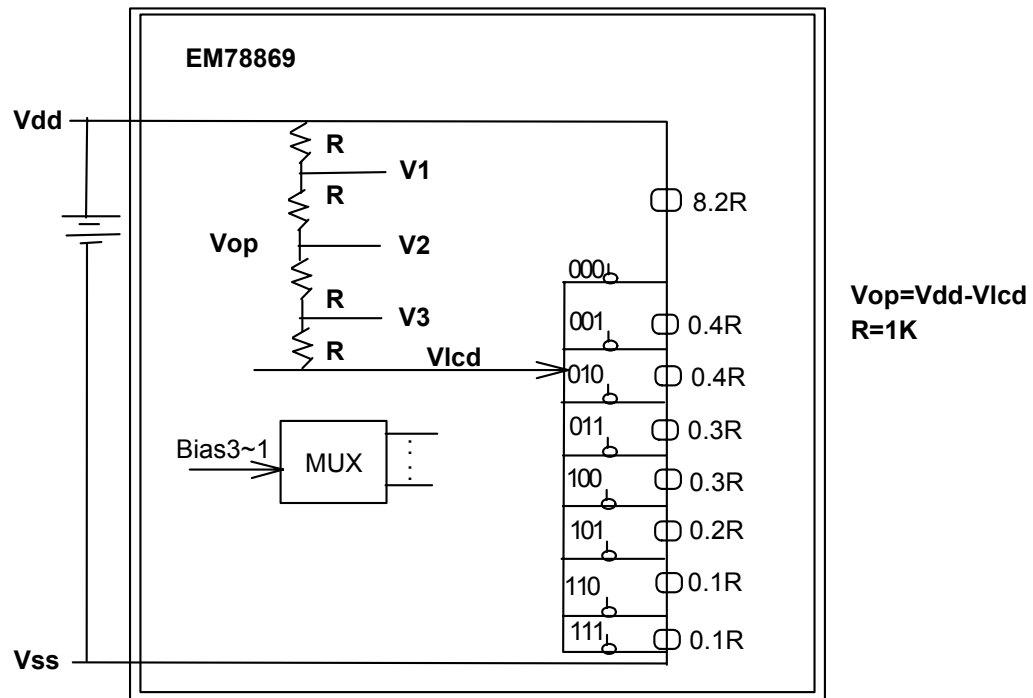 EM78869
Vdd
R
V1
R
8.2R
Vop
V2
000
Vop=Vdd-Vlcd
R
001
0.4R
R=1K
V3
R
Vlcd
010
0.4R
011
0.3R
Bias3~1
MUX
100
0.3R
101
0.2R
110
0.1R
111
0.1R
Vss